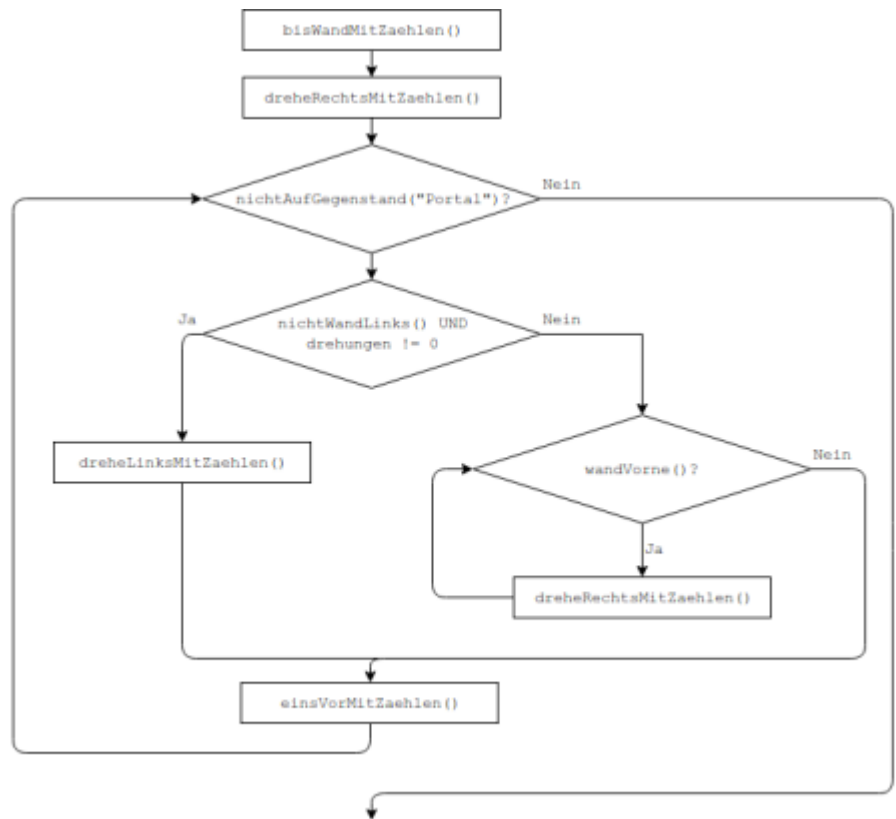 bisWandMitZaehlen()
dreheRechtsMitZaehlen()
Nein
nichtAufGegenstand("Portal")?
Ja
nichtWandLinks() UND
drehungen != 0
Nein
dreheLinksMitZaehlen()
wandVorne()?
Nein
Ja
dreheRechtsMitZaehlen()
einsVorMitZaehlen()